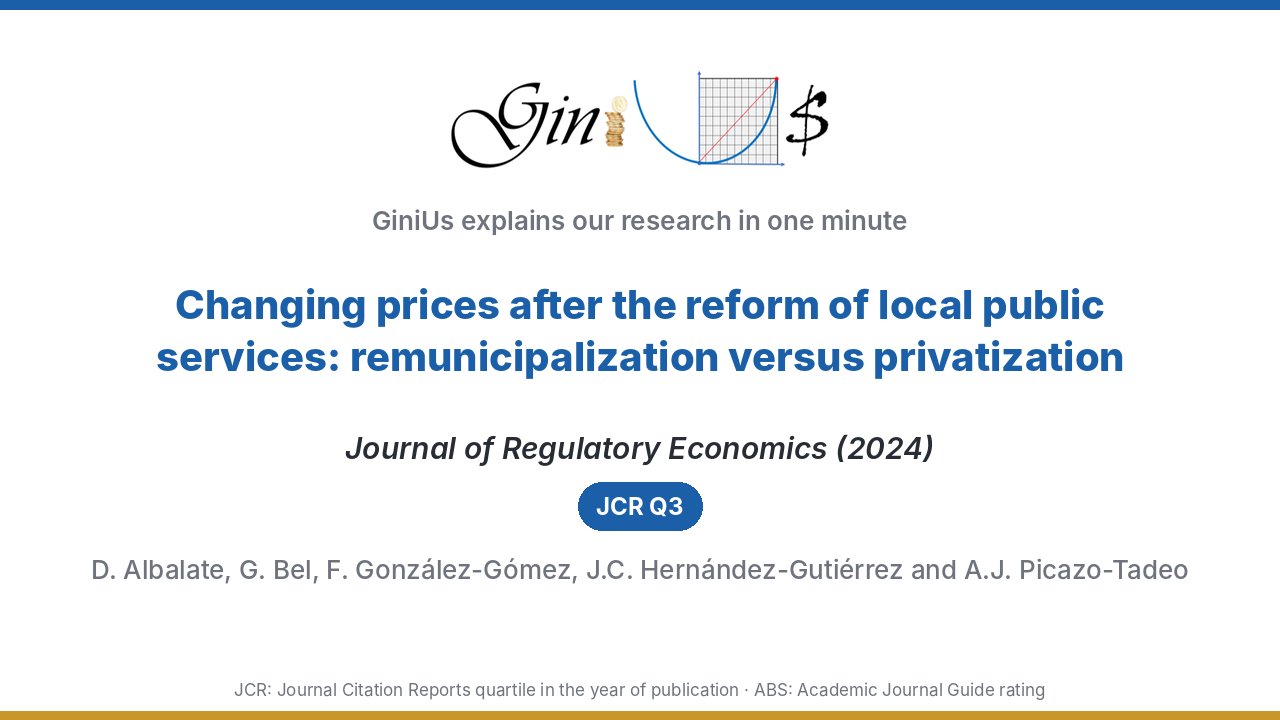 GiniU$
GiniUs explains our research in one minute
Changing prices after the reform of local public
services: remunicipalization versus privatization
Journal of Regulatory Economics (2024)
JCR Q3
D. Albalate, G. Bel, F. González-Gómez, J.C. Hernández-Gutiérrez and A.J. Picazo-Tadeo
JCR: Journal Citation Reports quartile in the year of publication · ABS: Academic Journal Guide rating